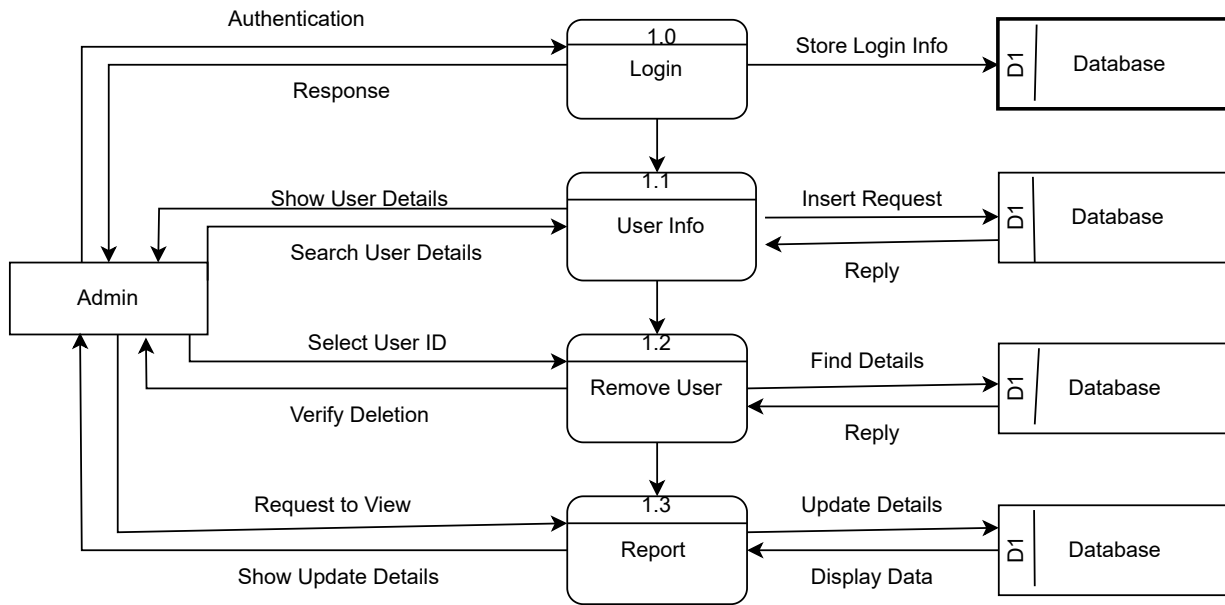 Authentication
1.0
Login
Store Login Info
D1
Database
Response
1.1
User Info
Show User Details
Search User Details
Insert Request
D1
Database
Reply
Admin
Select User ID
1.2
Remove User
Find Details
D1
Database
Verify Deletion
Reply
Request to View
1.3
Report
Update Details
D1
Database
Show Update Details
Display Data